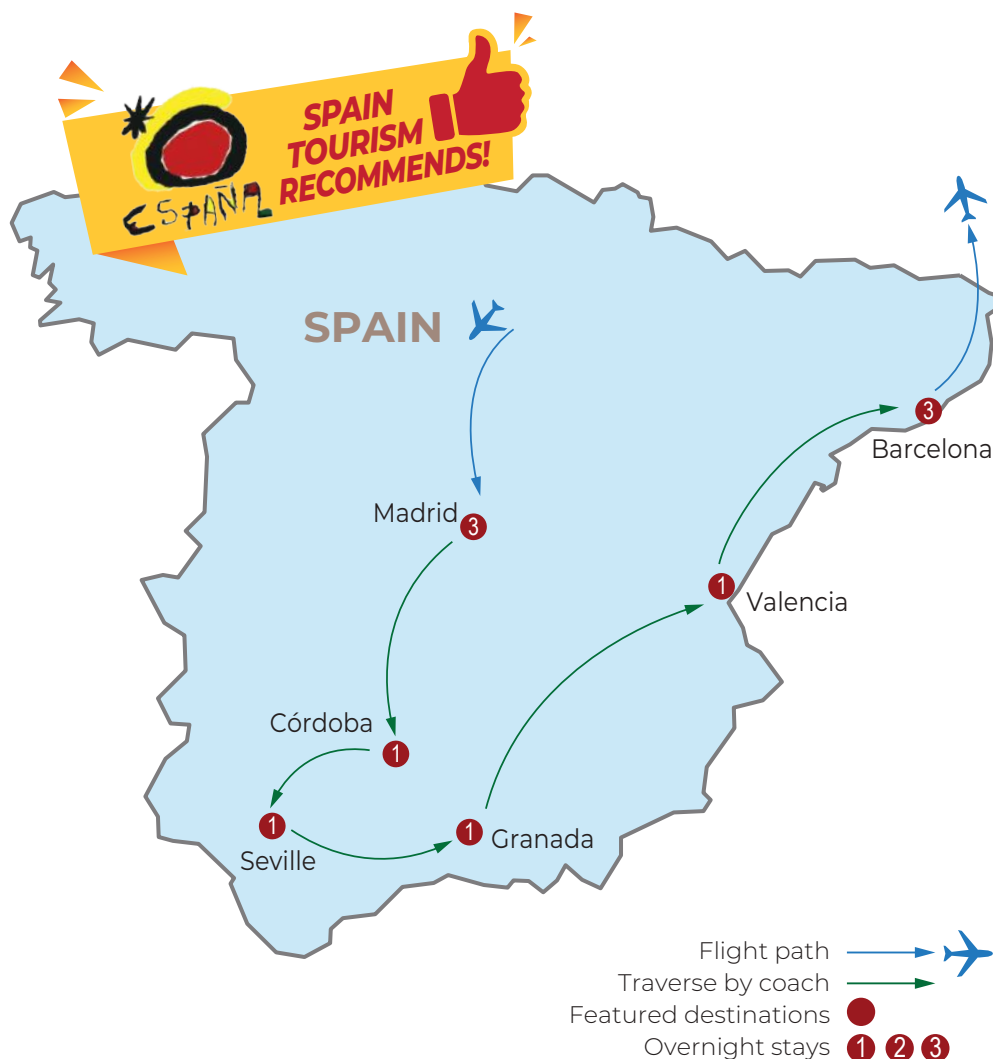 SPAIN
TOURISM
RECOMMENDS!
ESPAÑA
SPAIN
3
Barcelona
Madrid
3
1
Valencia
Córdoba
1
1
Seville
1
Granada
Flight path
Traverse by coach
Featured destinations
Overnight stays 1 2 3